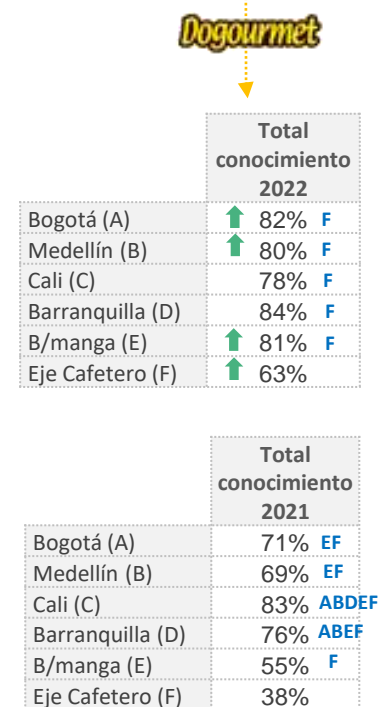 Dogourmet
Total
conocimiento
2022
Bogotá (A) 82% F
Medellín (B) 80% F
Cali (C) 78% F
Barranquilla (D) 84% F
B/manga (E) 81% F
Eje Cafetero (F) 63%
Total
conocimiento
2021
Bogotá (A) 71% EF
Medellín (B) 69% EF
Cali (C) 83% ABDEF
Barranquilla (D) 76% ABEF
B/manga (E) 55% F
Eje Cafetero (F) 38%